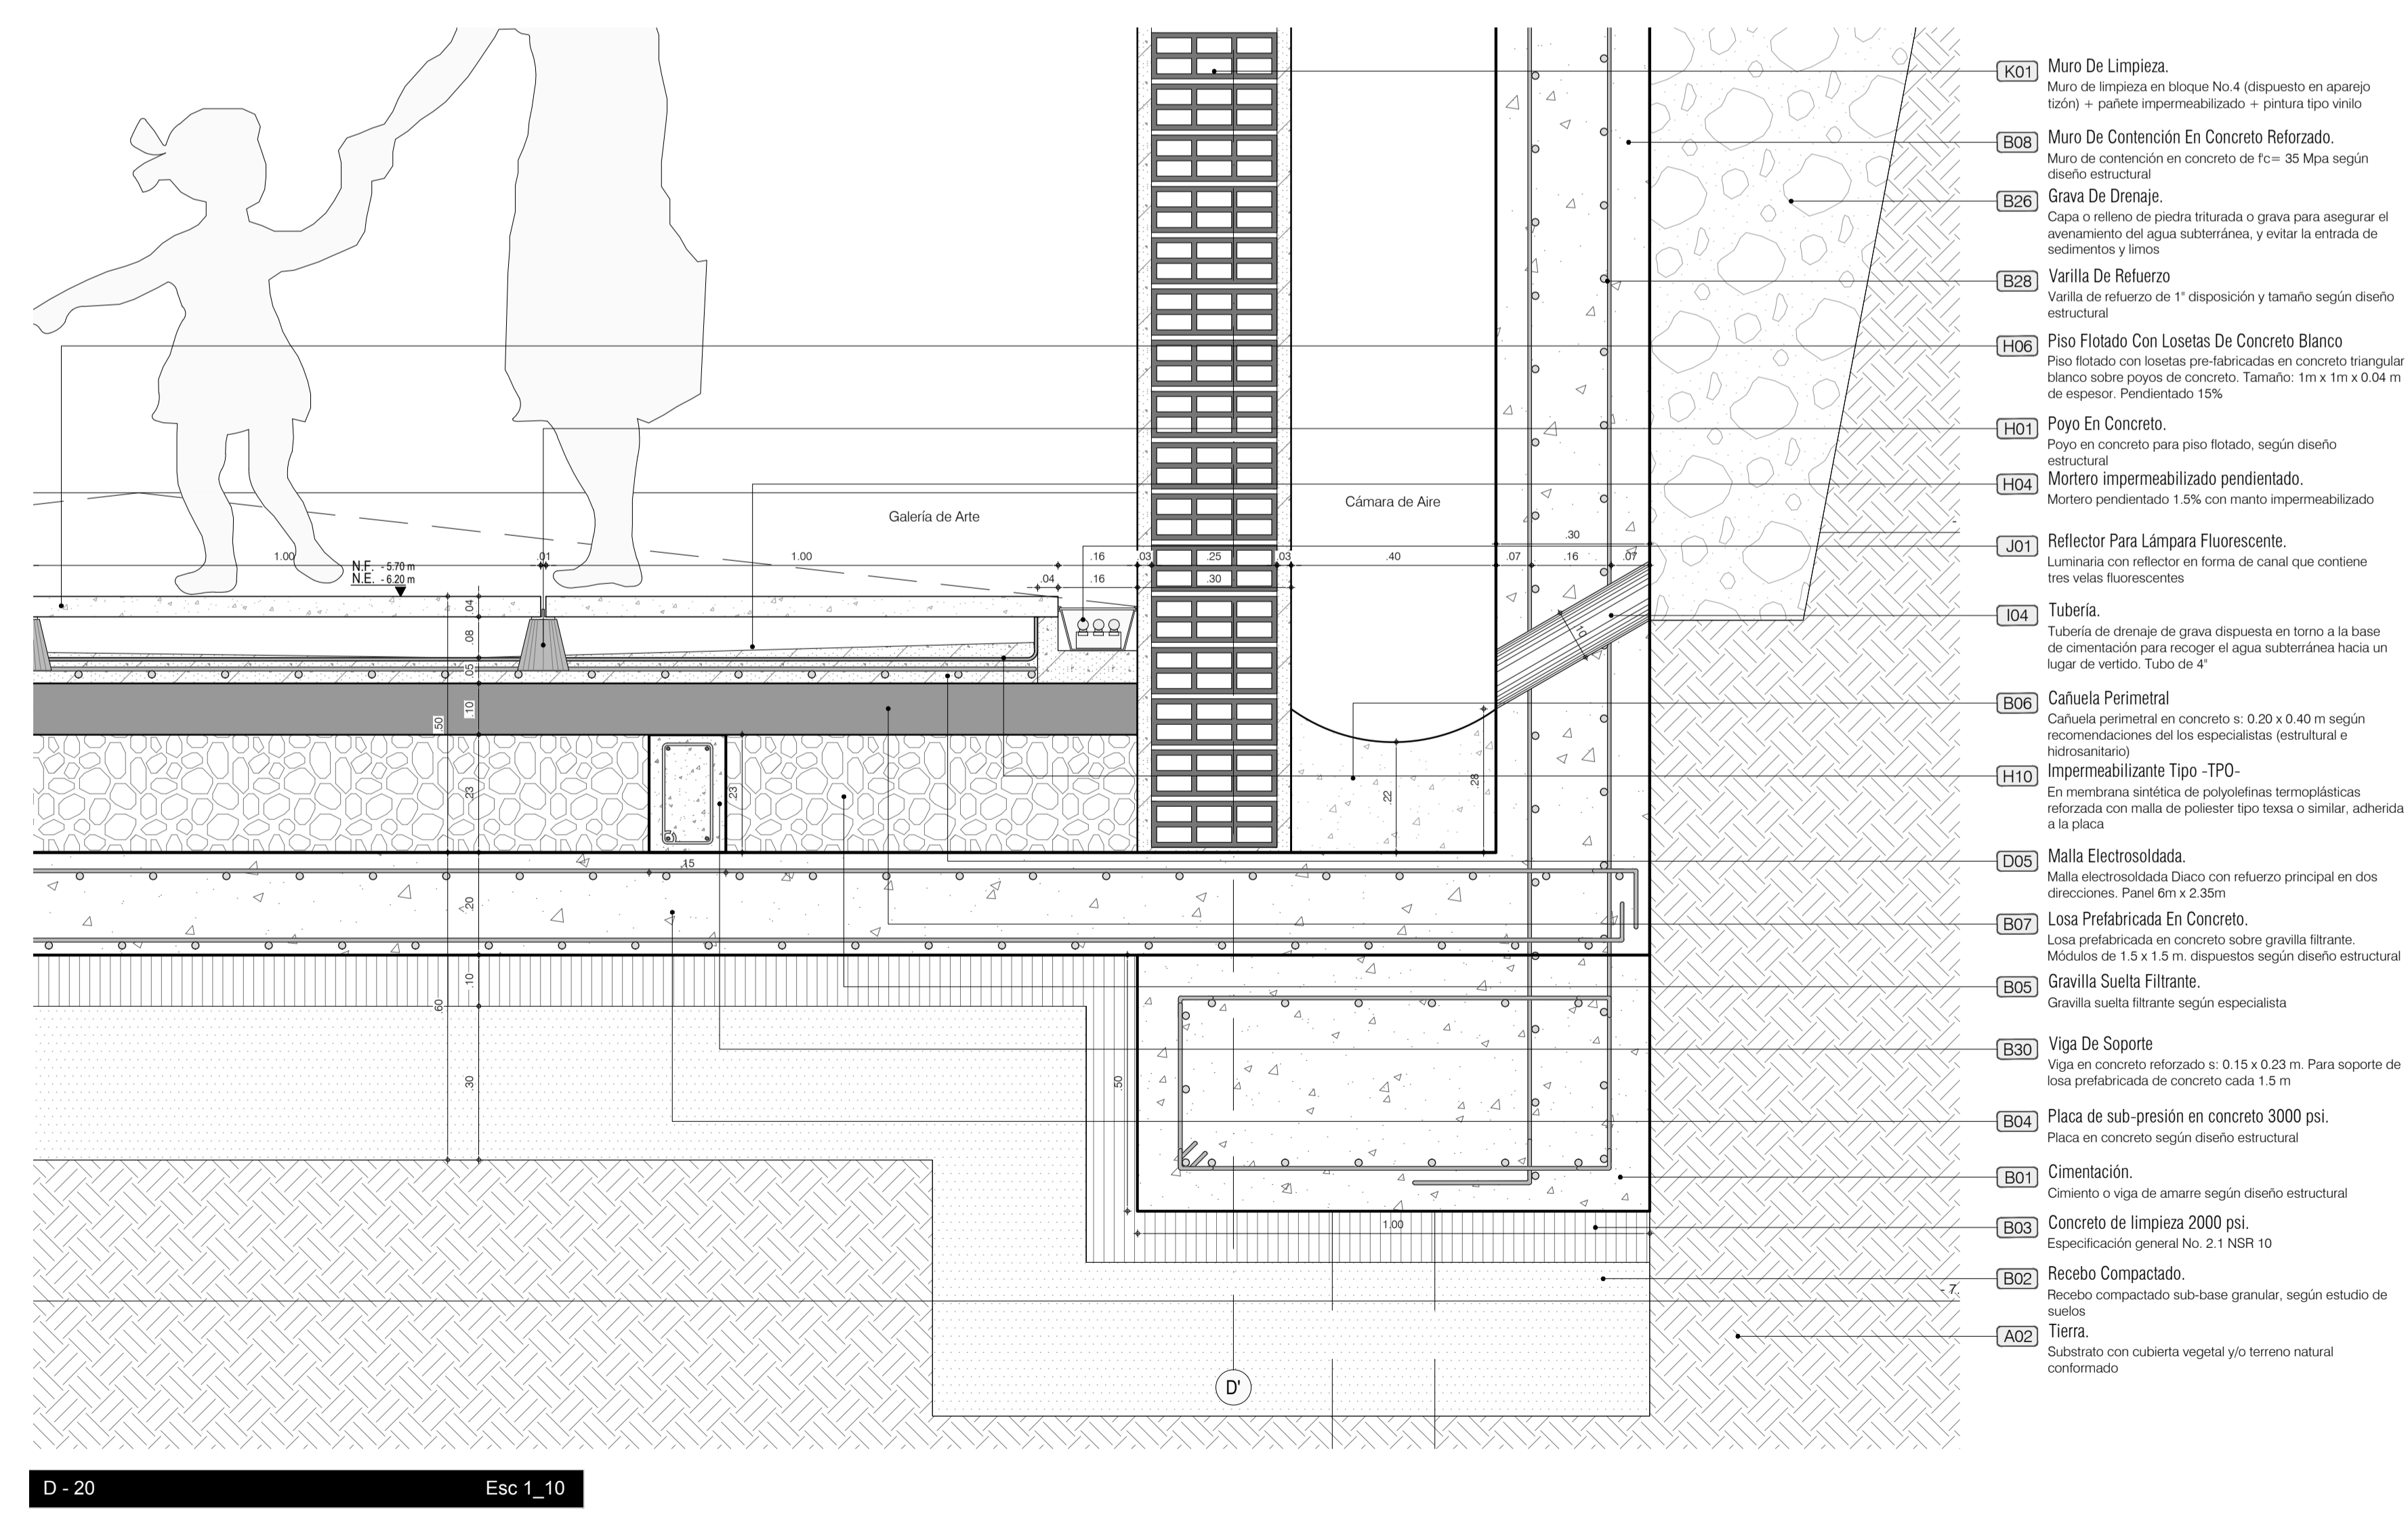 K01 Muro De Limpieza.
Muro de limpieza en bloque No.4 (dispuesto en aparejo
tizón) + pañete impermeabilizado + pintura tipo vinilo
B08 Muro De Contención En Concreto Reforzado.
Muro de contención en concreto de f'c= 35 Mpa según
diseño estructural
B26 Grava De Drenaje.
Capa o relleno de piedra triturada o grava para asegurar el
avenamiento del agua subterránea, y evitar la entrada de
sedimentos y limos
B28 Varilla De Refuerzo
Varilla de refuerzo de 1" disposición y tamaño según diseño
estructural
H06 Piso Flotado Con Losetas De Concreto Blanco
Piso flotado con losetas pre-fabricadas en concreto triangular
blanco sobre poyos de concreto. Tamaño: 1m x 1m x 0.04 m
de espesor. Pendientado 15%
H01 Poyo En Concreto.
Poyo en concreto para piso flotado, según diseño
estructural
H04 Mortero impermeabilizado pendientado.
Mortero pendientado 1.5% con manto impermeabilizado
J01 Reflector Para Lámpara Fluorescente.
Luminaria con reflector en forma de canal que contiene
tres velas fluorescentes
I04 Tubería.
Tubería de drenaje de grava dispuesta en torno a la base
de cimentación para recoger el agua subterránea hacia un
lugar de vertido. Tubo de 4"
B06 Cañuela Perimetral
Cañuela perimetral en concreto s: 0.20 x 0.40 m según
recomendaciones del los especialistas (estrultural e
hidrosanitario)
H10 Impermeabilizante Tipo -TPO-
En membrana sintética de polyolefinas termoplásticas
reforzada con malla de poliester tipo texsa o similar, adherida
a la placa
D05 Malla Electrosoldada.
Malla electrosoldada Diaco con refuerzo principal en dos
direcciones. Panel 6m x 2.35m
B07 Losa Prefabricada En Concreto.
Losa prefabricada en concreto sobre gravilla filtrante.
Módulos de 1.5 x 1.5 m. dispuestos según diseño estructural
B05 Gravilla Suelta Filtrante.
Gravilla suelta filtrante según especialista
B30 Viga De Soporte
Viga en concreto reforzado s: 0.15 x 0.23 m. Para soporte de
losa prefabricada de concreto cada 1.5 m
B04 Placa de sub-presión en concreto 3000 psi.
Placa en concreto según diseño estructural
B01 Cimentación.
Cimiento o viga de amarre según diseño estructural
B03 Concreto de limpieza 2000 psi.
Especificación general No. 2.1 NSR 10
B02 Recebo Compactado.
Recebo compactado sub-base granular, según estudio de
suelos
A02 Tierra.
Substrato con cubierta vegetal y/o terreno natural
conformado
Galería de Arte
Cámara de Aire
1.00 .01 1.00 .16 .03 .25 .03 .40 .07 .16 .07
.30
.04 .16 .30
N.F. - 5.70 m
N.E. - 6.20 m
.04
.08
.05
.10
.50
.23
.23
.15
.10
.22
.28
.20
.10
.60
.30
.50
1.00
- 7.
D'
D - 20 Esc 1_10